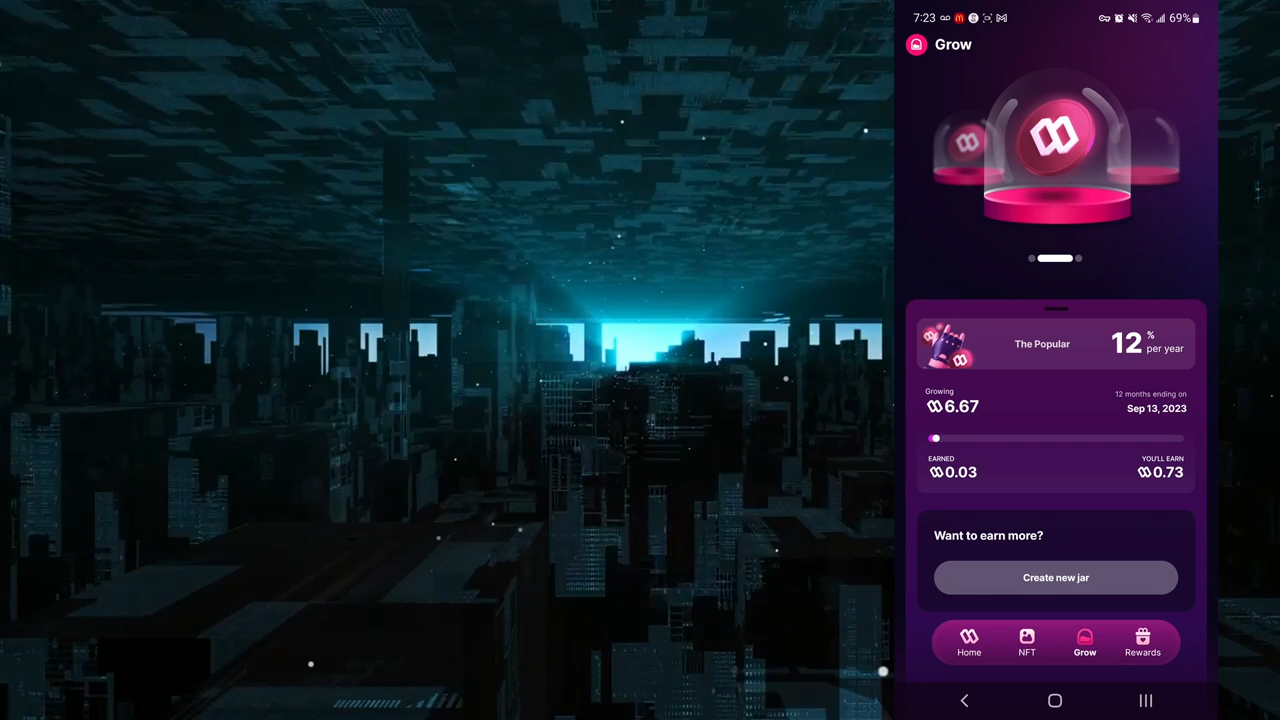 7:23
69%
Grow
The Popular
12 % per year
Growing
6.67
12 months ending on
Sep 13, 2023
EARNED
0.03
YOU'LL EARN
0.73
Want to earn more?
Create new jar
Home
NFT
Grow
Rewards